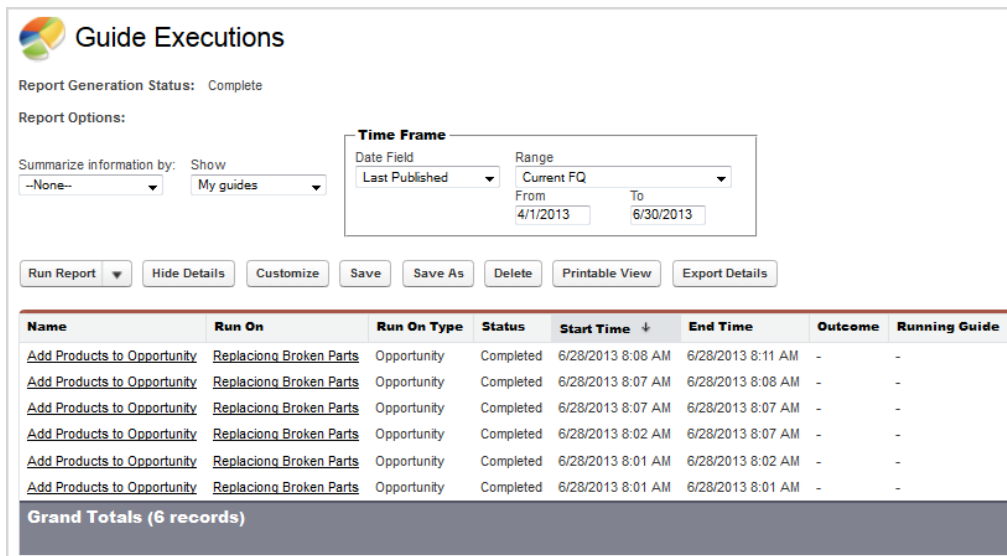 Guide Executions
Report Generation Status: Complete
Report Options:
Time Frame
Summarize information by: Show Date Field Range
--None-- My guides Last Published Current FQ
From To
4/1/2013 6/30/2013
Run Report Hide Details Customize Save Save As Delete Printable View Export Details
Name Run On Run On Type Status Start Time ↓ End Time Outcome Running Guide
Add Products to Opportunity Replaciong Broken Parts Opportunity Completed 6/28/2013 8:08 AM 6/28/2013 8:11 AM - -
Add Products to Opportunity Replaciong Broken Parts Opportunity Completed 6/28/2013 8:07 AM 6/28/2013 8:08 AM - -
Add Products to Opportunity Replaciong Broken Parts Opportunity Completed 6/28/2013 8:07 AM 6/28/2013 8:07 AM - -
Add Products to Opportunity Replaciong Broken Parts Opportunity Completed 6/28/2013 8:02 AM 6/28/2013 8:07 AM - -
Add Products to Opportunity Replaciong Broken Parts Opportunity Completed 6/28/2013 8:01 AM 6/28/2013 8:02 AM - -
Add Products to Opportunity Replaciong Broken Parts Opportunity Completed 6/28/2013 8:01 AM 6/28/2013 8:01 AM - -
Grand Totals (6 records)